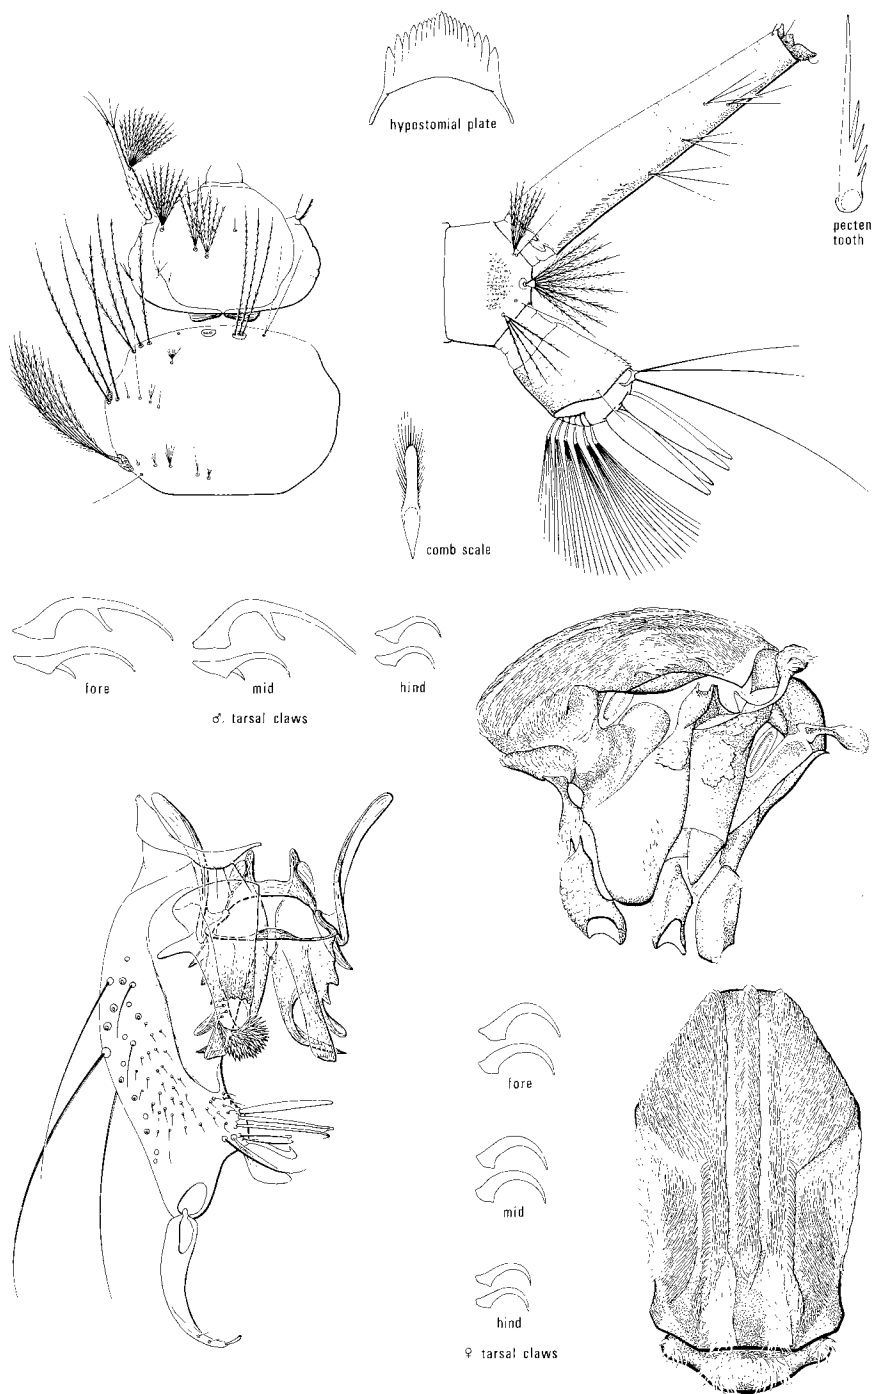 hypostomial plate
pecten
tooth
comb scale
fore
mid
hind
♂ tarsal claws
fore
mid
hind
♀ tarsal claws